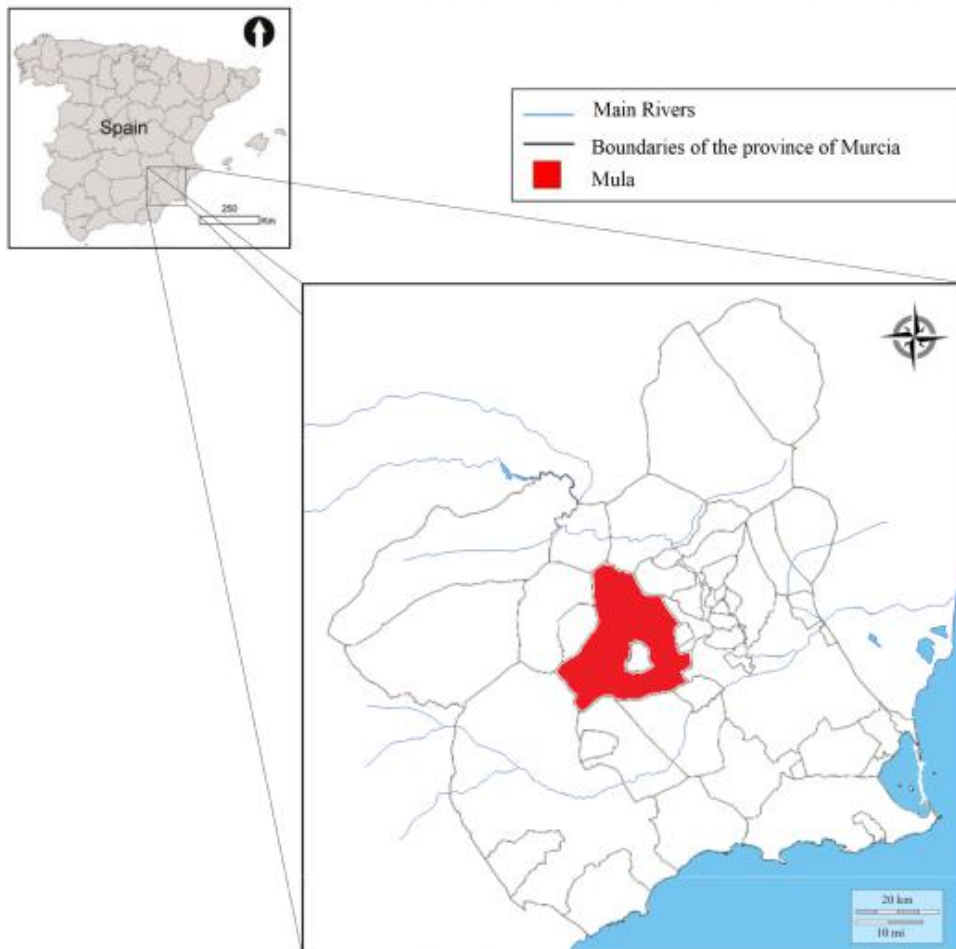 Spain
250
Km
Main Rivers
Boundaries of the province of Murcia
Mula
20 km
10 mi